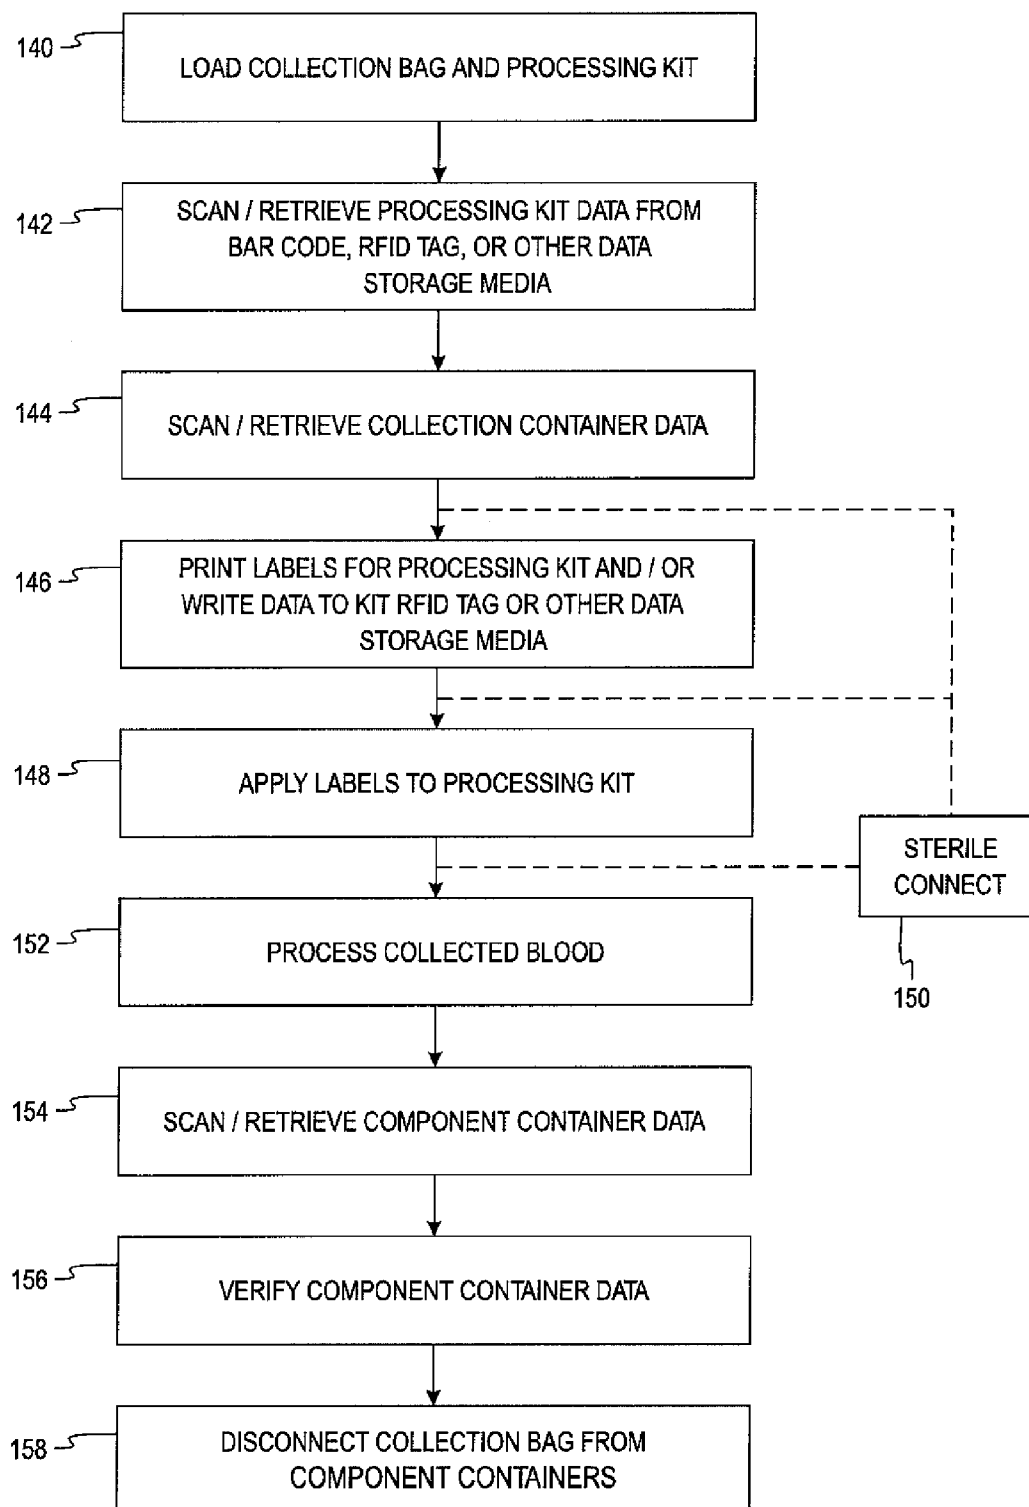 140
LOAD COLLECTION BAG AND PROCESSING KIT
142
SCAN / RETRIEVE PROCESSING KIT DATA FROM
BAR CODE, RFID TAG, OR OTHER DATA
STORAGE MEDIA
144
SCAN / RETRIEVE COLLECTION CONTAINER DATA
146
PRINT LABELS FOR PROCESSING KIT AND / OR
WRITE DATA TO KIT RFID TAG OR OTHER DATA
STORAGE MEDIA
148
APPLY LABELS TO PROCESSING KIT
STERILE
CONNECT
150
152
PROCESS COLLECTED BLOOD
154
SCAN / RETRIEVE COMPONENT CONTAINER DATA
156
VERIFY COMPONENT CONTAINER DATA
158
DISCONNECT COLLECTION BAG FROM
COMPONENT CONTAINERS